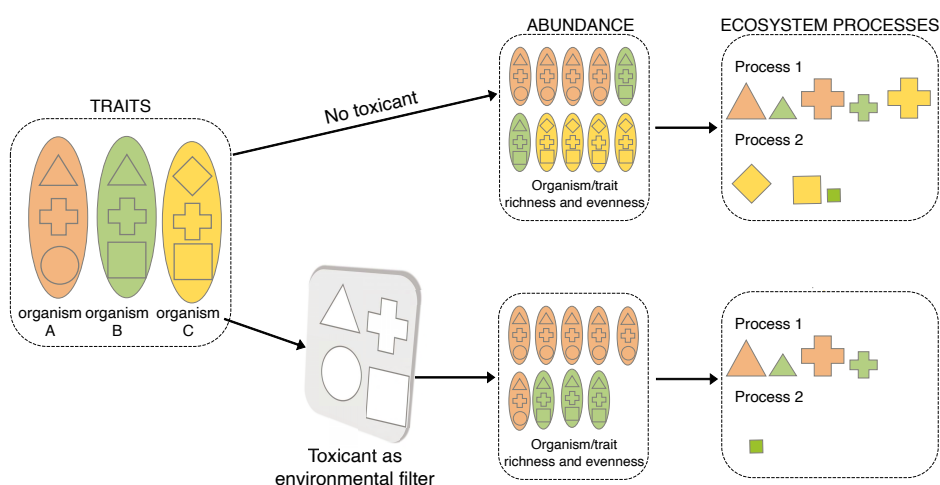 TRAITS
organism
A
organism
B
organism
C
No toxicant
Toxicant as
environmental filter
ABUNDANCE
Organism/trait
richness and evenness
ECOSYSTEM PROCESSES
Process 1
Process 2
Organism/trait
richness and evenness
Process 1
Process 2